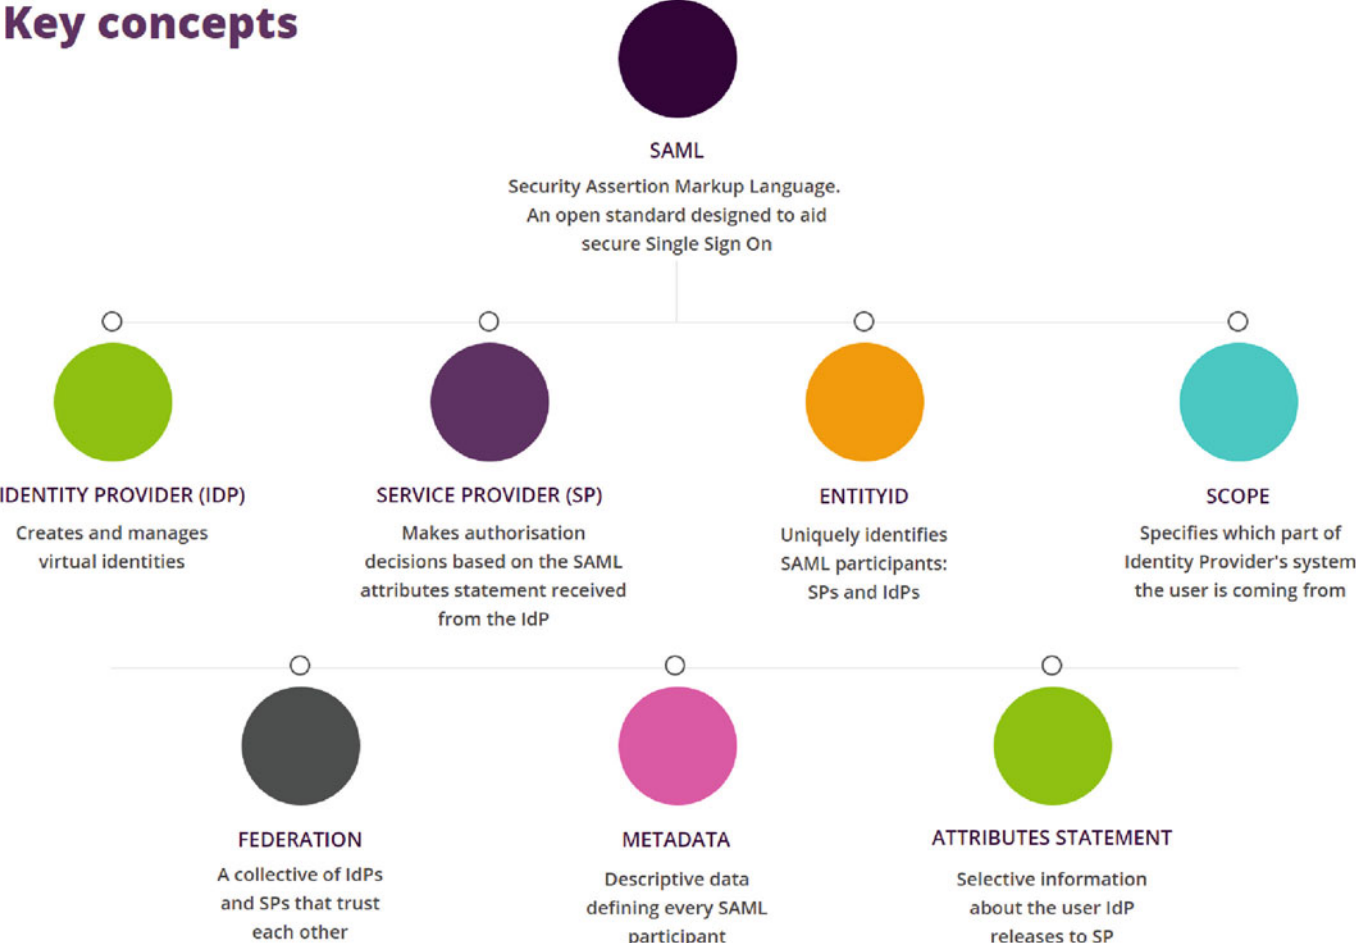 Key concepts
SAML
Security Assertion Markup Language.
An open standard designed to aid
secure Single Sign On
IDENTITY PROVIDER (IDP)
Creates and manages
virtual identities
SERVICE PROVIDER (SP)
Makes authorisation
decisions based on the SAML
attributes statement received
from the IdP
ENTITYID
Uniquely identifies
SAML participants:
SPs and IdPs
SCOPE
Specifies which part of
Identity Provider's system
the user is coming from
FEDERATION
A collective of IdPs
and SPs that trust
each other
METADATA
Descriptive data
defining every SAML
participant
ATTRIBUTES STATEMENT
Selective information
about the user IdP
releases to SP